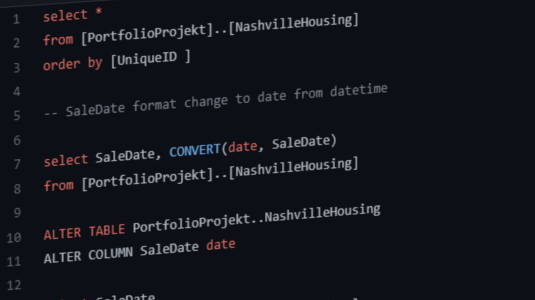 1 select *
2 from [PortfolioProjekt]..[NashvilleHousing]
3 order by [UniqueID ]
4
5 -- SaleDate format change to date from datetime
6
7 select SaleDate, CONVERT(date, SaleDate)
8 from [PortfolioProjekt]..[NashvilleHousing]
9
10 ALTER TABLE PortfolioProjekt..NashvilleHousing
11 ALTER COLUMN SaleDate date
12
SaleDate